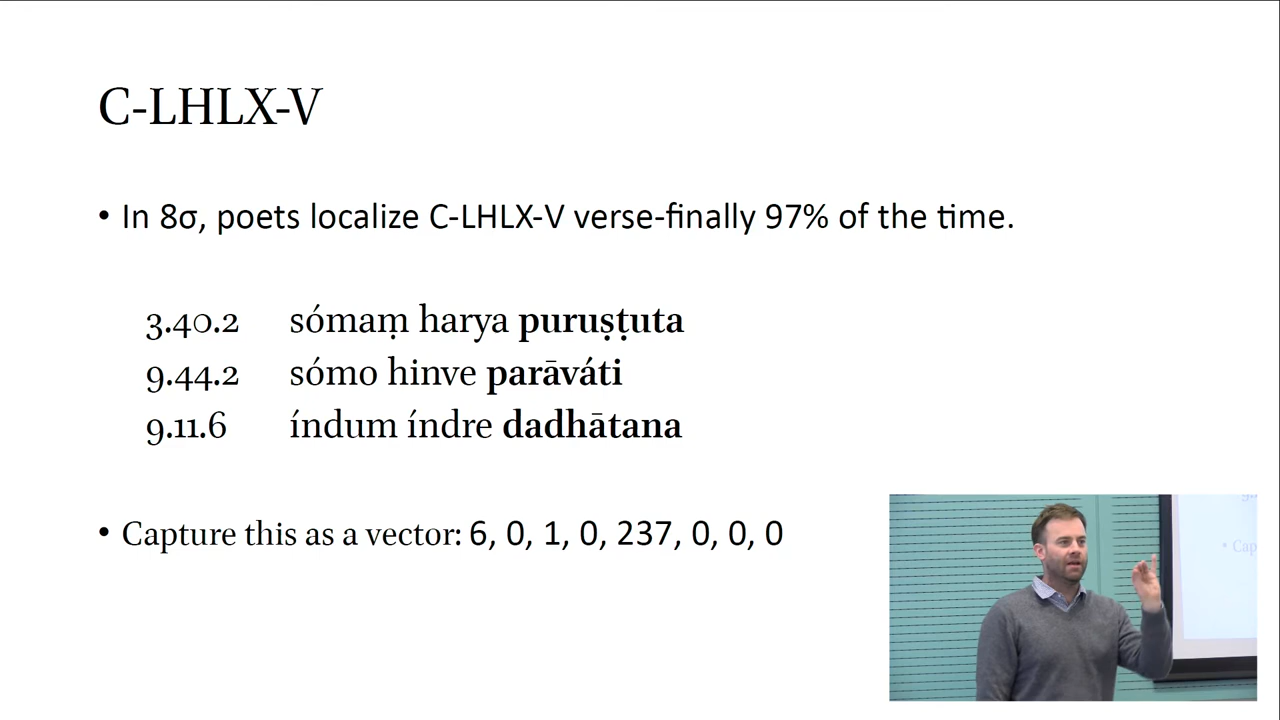 C-LHLX-V
• In 8σ, poets localize C-LHLX-V verse-finally 97% of the time.
3.40.2 sómaṃ harya puruṣṭuta
9.44.2 sómo hinve parāváti
9.11.6 índum índre dadhātana
• Capture this as a vector: 6, 0, 1, 0, 237, 0, 0, 0
• Cap